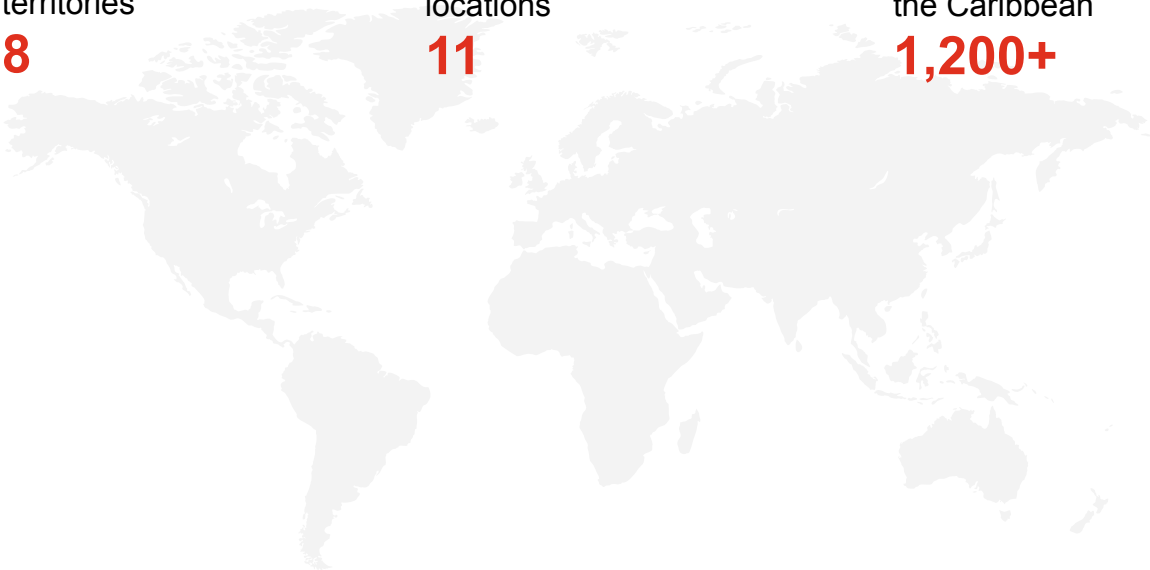 territories
8
locations
11
the Caribbean
1,200+